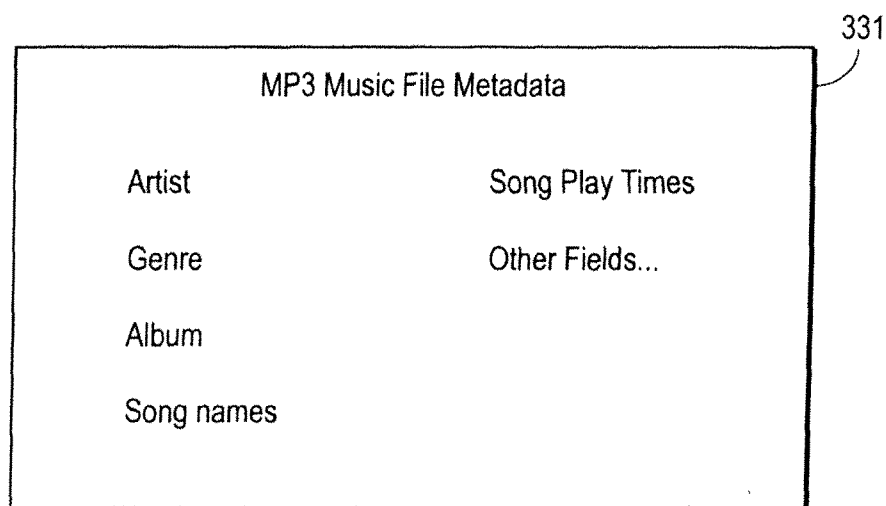 331
MP3 Music File Metadata
Artist
Song Play Times
Genre
Other Fields...
Album
Song names